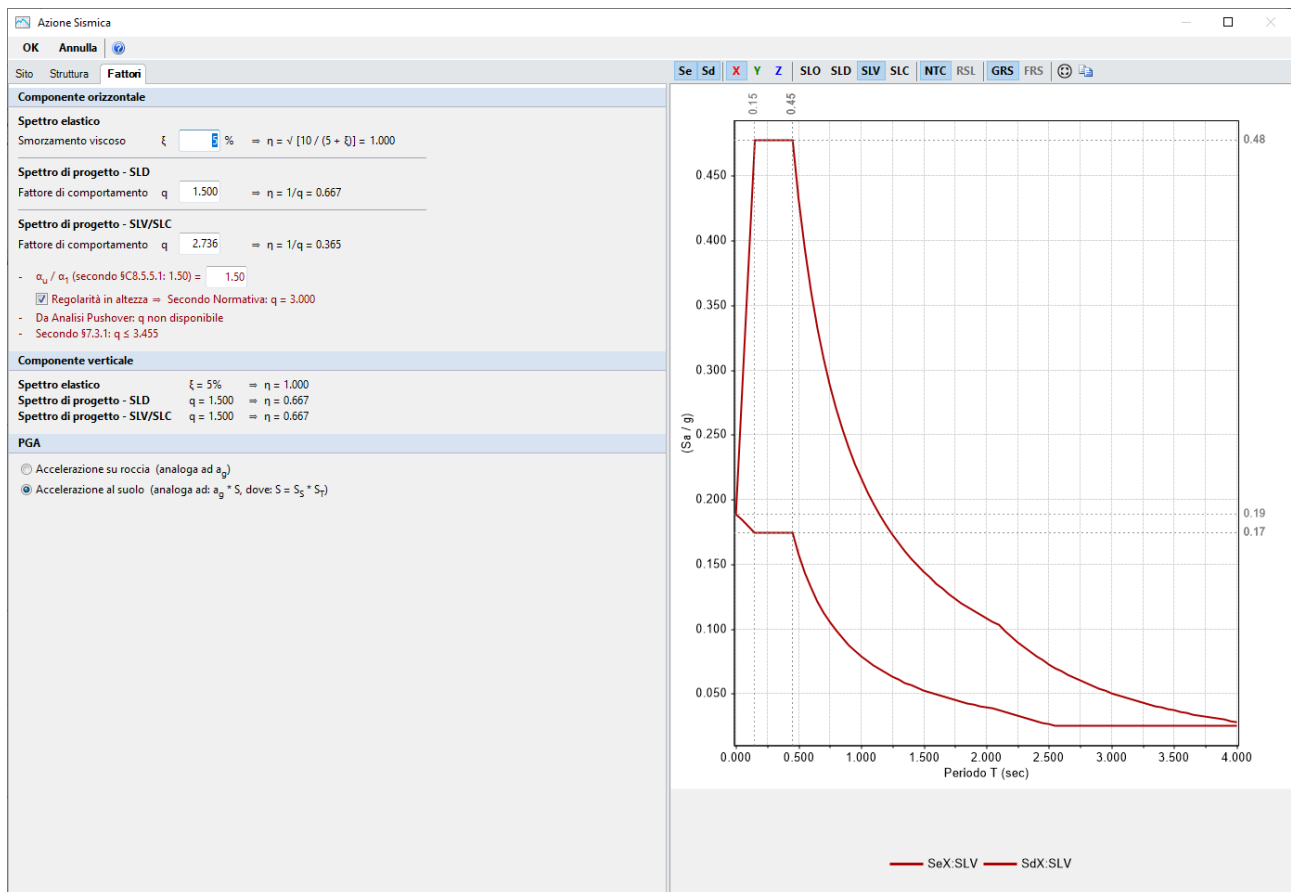 Azione Sismica
OK Annulla
Sito Struttura Fattori
Componente orizzontale
Spettro elastico
Smorzamento viscoso ξ 5 % ⇒ η = √ [10 / (5 + ξ)] = 1.000
Spettro di progetto - SLD
Fattore di comportamento q 1.500 ⇒ η = 1/q = 0.667
Spettro di progetto - SLV/SLC
Fattore di comportamento q 2.736 ⇒ η = 1/q = 0.365
- αu / α1 (secondo §C8.5.5.1: 1.50) = 1.50
Regolarità in altezza ⇒ Secondo Normativa: q = 3.000
- Da Analisi Pushover: q non disponibile
- Secondo §7.3.1: q ≤ 3.455
Componente verticale
Spettro elastico ξ = 5% ⇒ η = 1.000
Spettro di progetto - SLD q = 1.500 ⇒ η = 0.667
Spettro di progetto - SLV/SLC q = 1.500 ⇒ η = 0.667
PGA
Accelerazione su roccia (analoga ad ag)
Accelerazione al suolo (analoga ad: ag * S, dove: S = SS * ST)
Se Sd X Y Z SLO SLD SLV SLC NTC RSL GRS FRS
0.15 0.45
0.48
0.450
0.400
0.350
0.300
0.250
(Sa / g)
0.200
0.19
0.17
0.150
0.100
0.050
0.000 0.500 1.000 1.500 2.000 2.500 3.000 3.500 4.000
Periodo T (sec)
SeX:SLV SdX:SLV